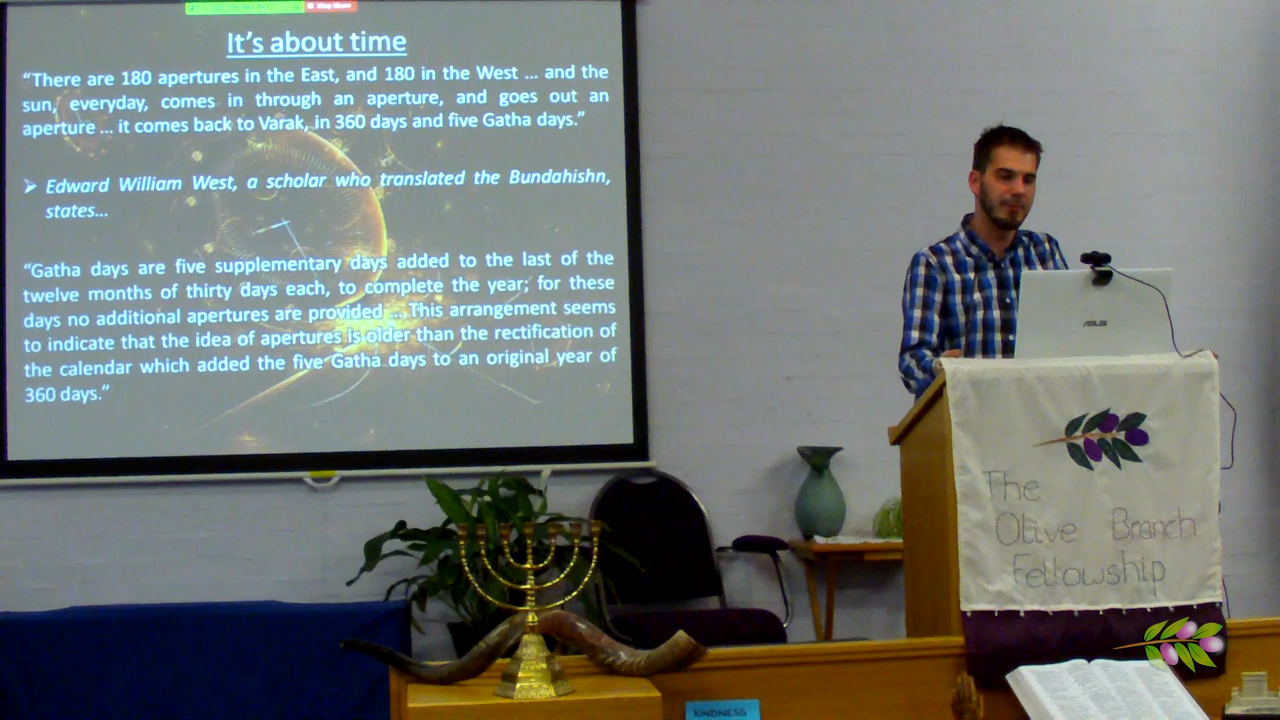 Stop Share
It's about time
“There are 180 apertures in the East, and 180 in the West ... and the
sun, everyday, comes in through an aperture, and goes out an
aperture ... it comes back to Varak, in 360 days and five Gatha days.”
➢ Edward William West, a scholar who translated the Bundahishn,
states...
“Gatha days are five supplementary days added to the last of the
twelve months of thirty days each, to complete the year; for these
days no additional apertures are provided ... This arrangement seems
to indicate that the idea of apertures is older than the rectification of
the calendar which added the five Gatha days to an original year of
360 days.”
ASUS
The
Olive Branch
Fellowship
KINDNESS